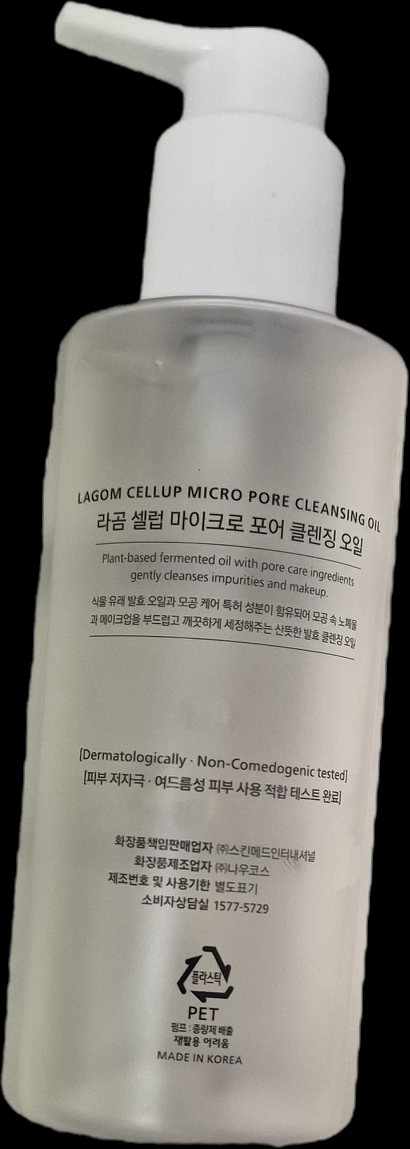 LAGOM CELLUP MICRO PORE CLEANSING OIL
라곰 셀럽 마이크로 포어 클렌징 오일
Plant-based fermented oil with pore care ingredients
gently cleanses impurities and makeup.
식물 유래 발효 오일과 모공 케어 특허 성분이 함유되어 모공 속 노폐물
과 메이크업을 부드럽고 깨끗하게 세정해주는 산뜻한 발효 클렌징 오일
[Dermatologically · Non-Comedogenic tested]
[피부 저자극 · 여드름성 피부 사용 적합 테스트 완료]
화장품책임판매업자 ㈜스킨메드인터내셔널
화장품제조업자 ㈜나우코스
제조번호 및 사용기한 별도표기
소비자상담실 1577-5729
플라스틱
PET
펌프 : 종량제 배출
재활용 어려움
MADE IN KOREA